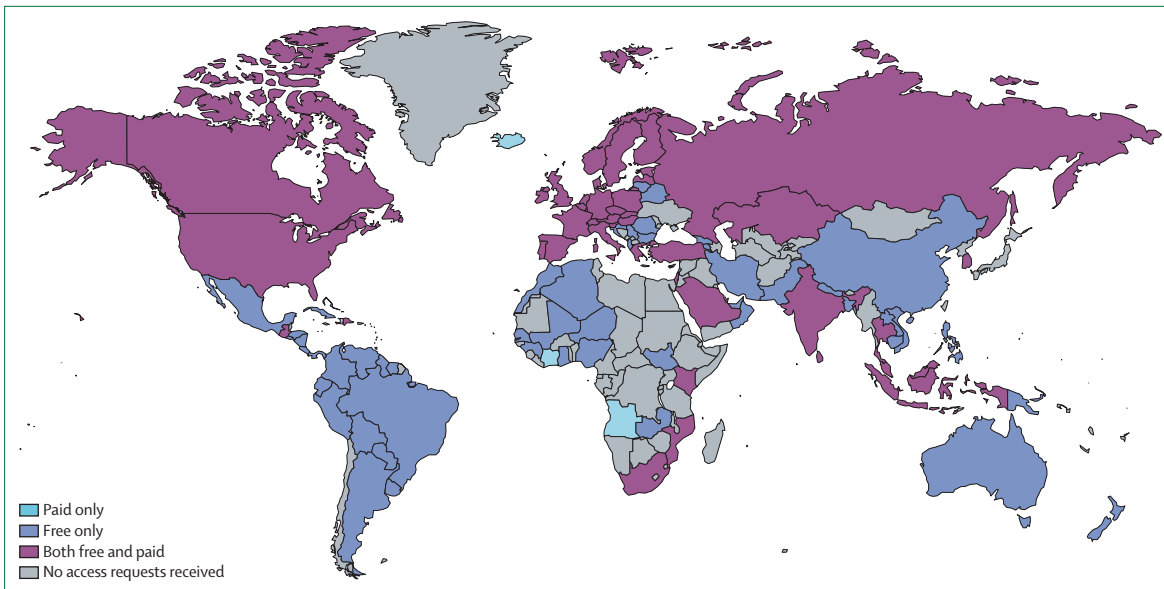 Paid only
Free only
Both free and paid
No access requests received